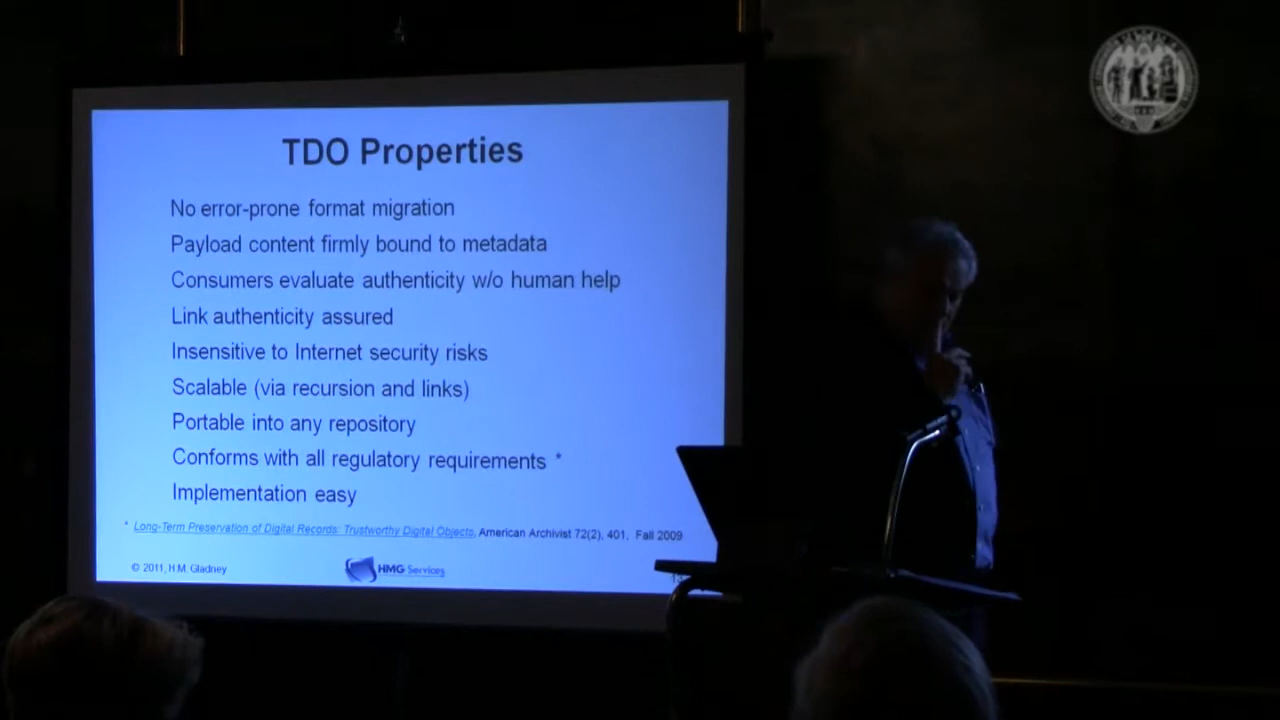 TDO Properties
No error-prone format migration
Payload content firmly bound to metadata
Consumers evaluate authenticity w/o human help
Link authenticity assured
Insensitive to Internet security risks
Scalable (via recursion and links)
Portable into any repository
Conforms with all regulatory requirements *
Implementation easy
* Long-Term Preservation of Digital Records: Trustworthy Digital Objects, American Archivist 72(2), 401, Fall 2009
© 2011, H.M. Gladney
HMG Services